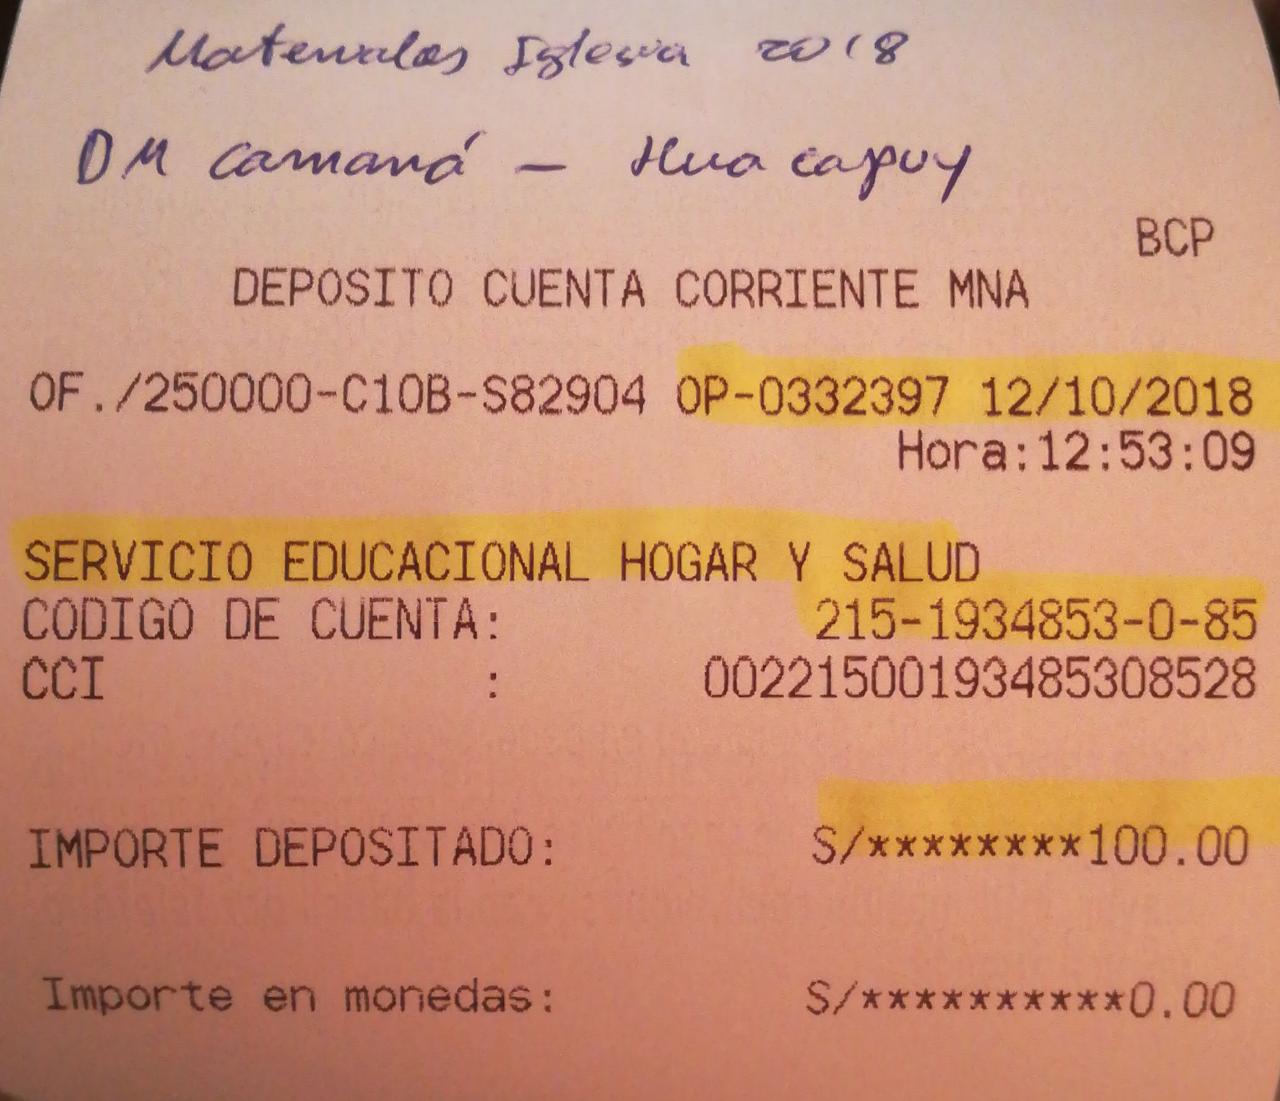 Materiales Iglesia 2018
DM Camaná - Huacapuy
BCP
DEPOSITO CUENTA CORRIENTE MNA
OF./250000-C10B-S82904 OP-0332397 12/10/2018
Hora:12:53:09
SERVICIO EDUCACIONAL HOGAR Y SALUD
CODIGO DE CUENTA: 215-1934853-0-85
CCI : 00221500193485308528
IMPORTE DEPOSITADO: S/********100.00
Importe en monedas: S/**********0.00